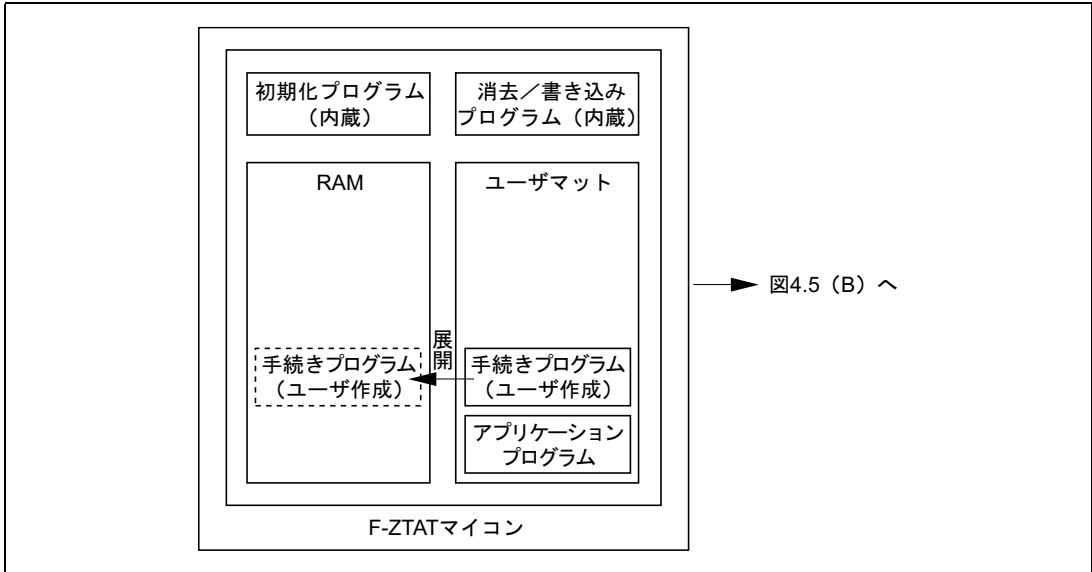 初期化プログラム
（内蔵）
消去／書き込み
プログラム（内蔵）
RAM
ユーザマット
展開
手続きプログラム
（ユーザ作成）
手続きプログラム
（ユーザ作成）
アプリケーション
プログラム
F-ZTATマイコン
図4.5（B）へ